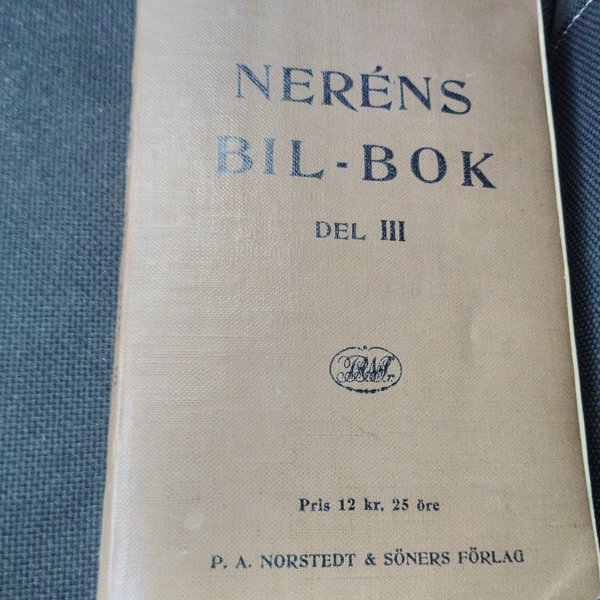 NERÉNS
BIL-BOK
DEL III
Pris 12 kr. 25 öre
P. A. NORSTEDT & SÖNERS FÖRLAG